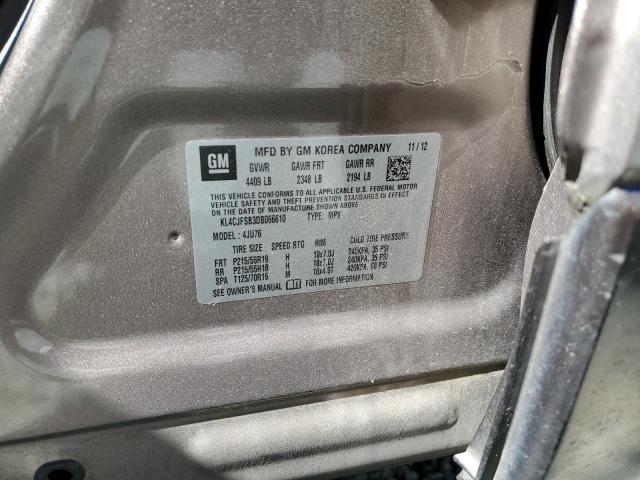 GM MFD BY GM KOREA COMPANY 11/12
GVWR GAWR FRT GAWR RR
4409 LB 2348 LB 2194 LB
THIS VEHICLE CONFORMS TO ALL APPLICABLE U.S. FEDERAL MOTOR
VEHICLE SAFETY AND THEFT PREVENTION STANDARDS IN EFFECT
ON THE DATE OF MANUFACTURE SHOWN ABOVE.
KL4CJFSB3DB066610 TYPE: MPV
MODEL: 4JU76
TIRE SIZE SPEED RTG RIM COLD TIRE PRESSURE
FRT P215/55R18 H 18x7.0J 240KPA, 35 PSI
RR P215/55R18 H 18x7.0J 240KPA, 35 PSI
SPA T125/70R16 M 16x4.0T 420KPA, 60 PSI
SEE OWNER'S MANUAL FOR ADDITIONAL INFORMATION